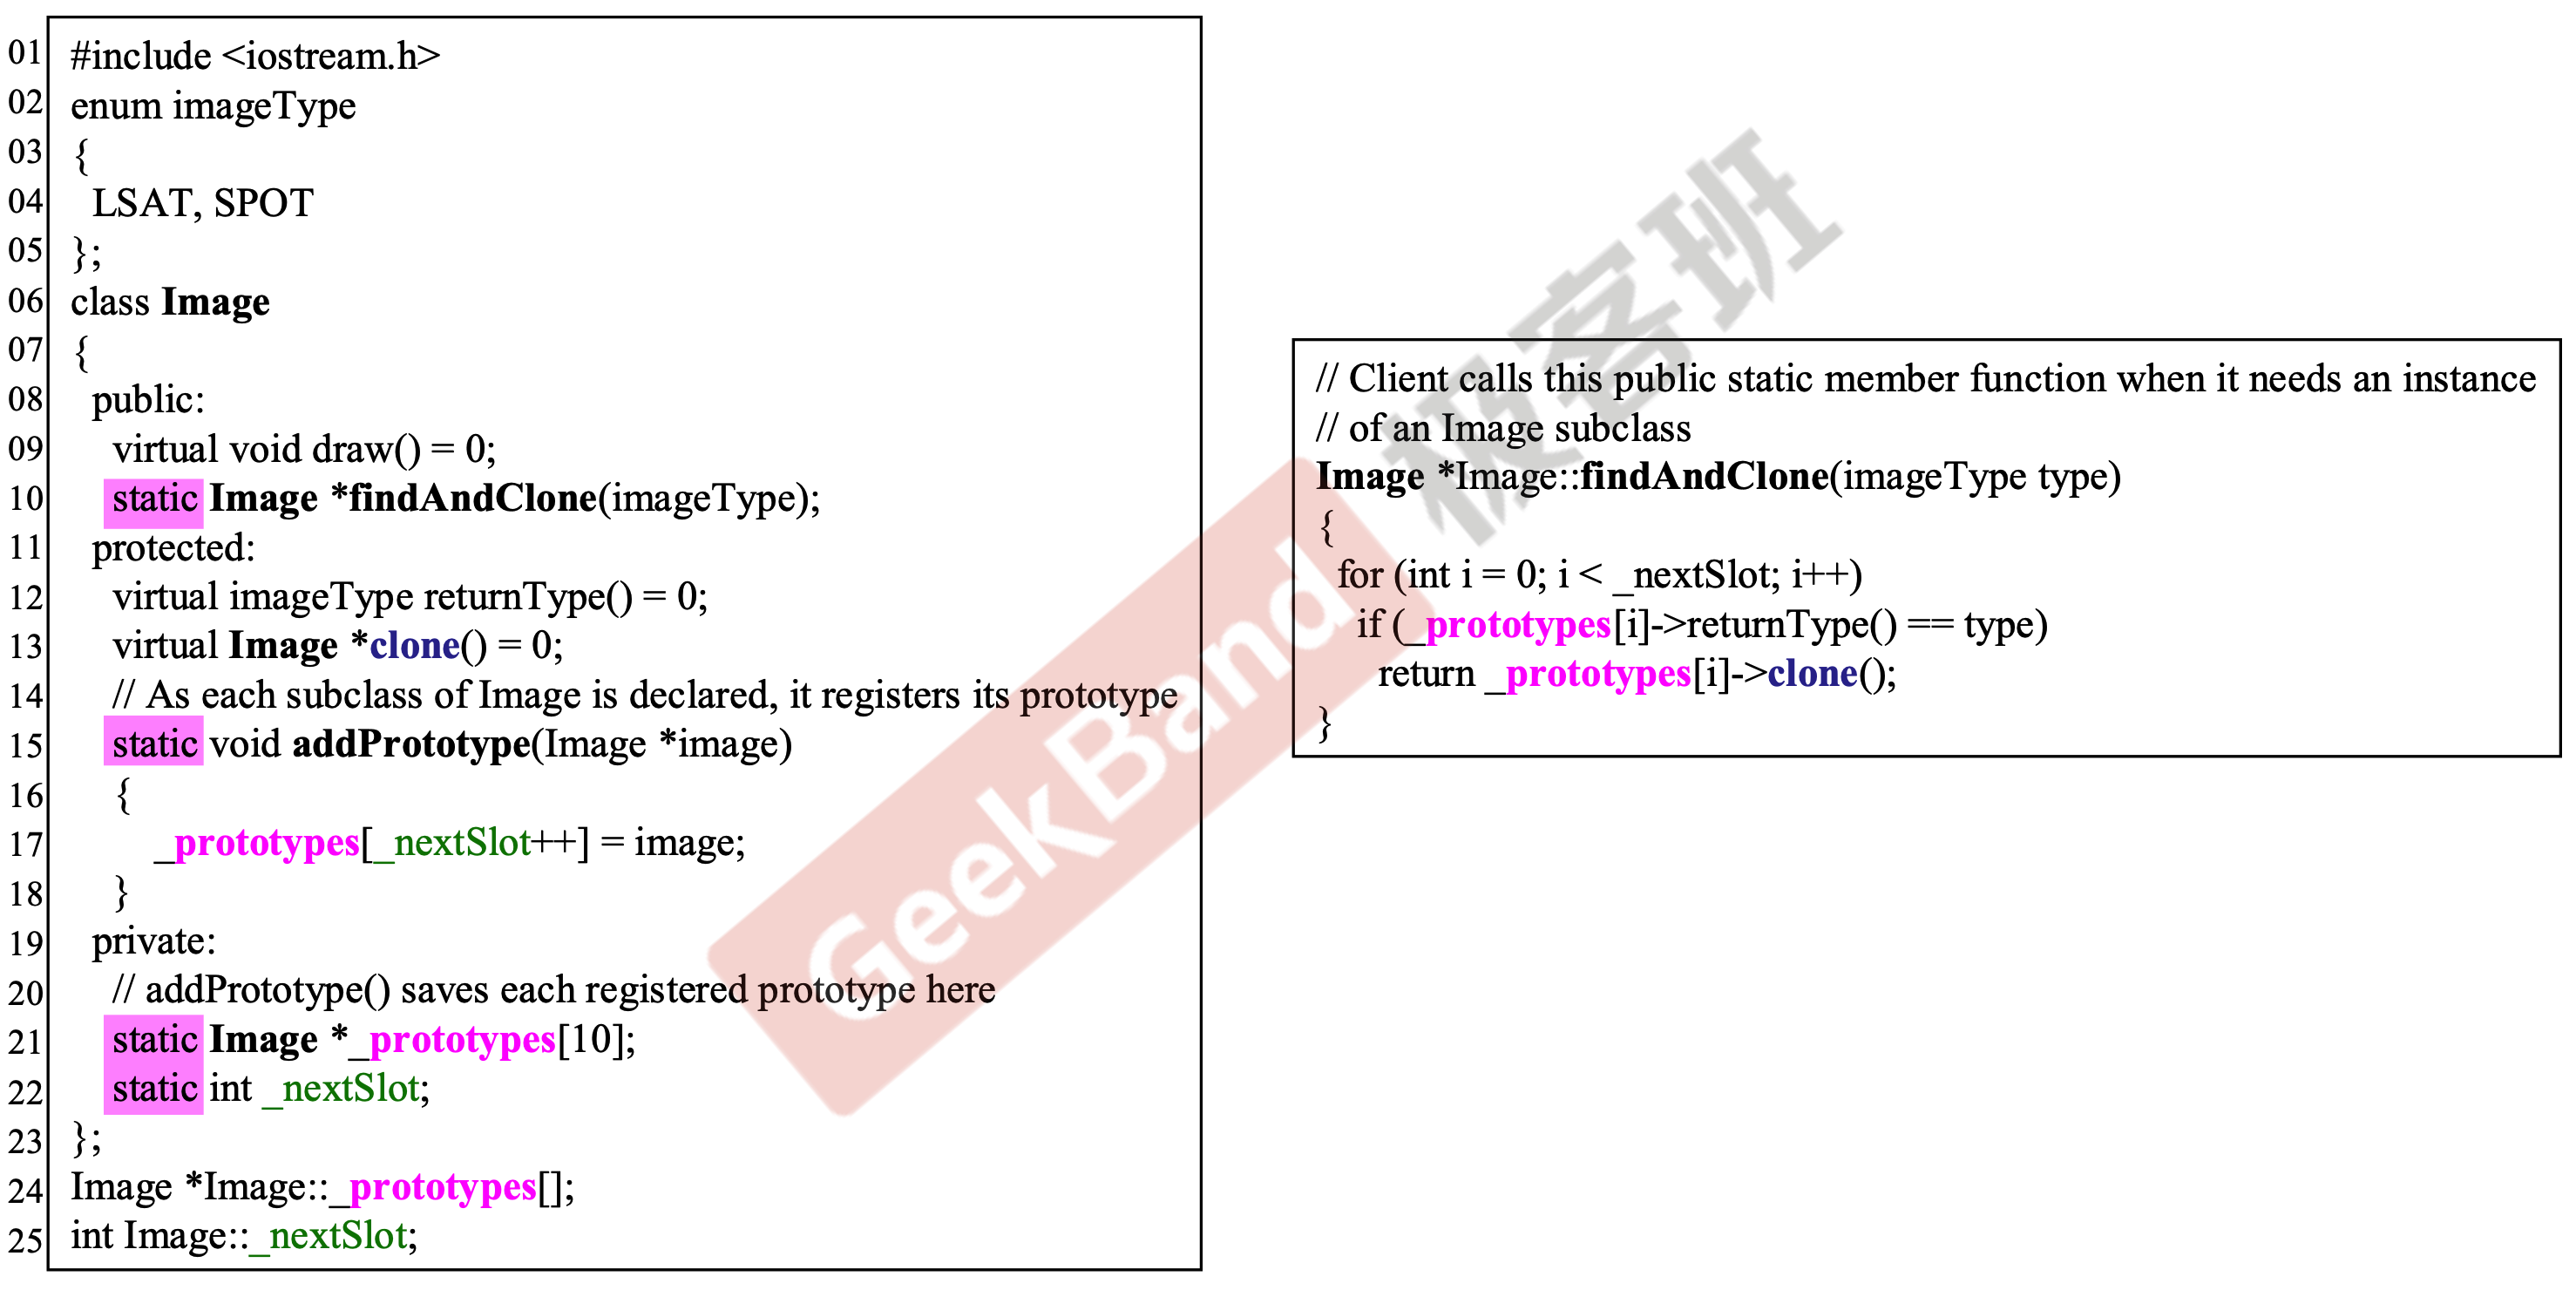 01 #include <iostream.h>
02 enum imageType
03 {
04 LSAT, SPOT
05 };
06 class Image
07 {
08 public:
09 virtual void draw() = 0;
10 static Image *findAndClone(imageType);
11 protected:
12 virtual imageType returnType() = 0;
13 virtual Image *clone() = 0;
14 // As each subclass of Image is declared, it registers its prototype
15 static void addPrototype(Image *image)
16 {
17 _prototypes[_nextSlot++] = image;
18 }
19 private:
20 // addPrototype() saves each registered prototype here
21 static Image *_prototypes[10];
22 static int _nextSlot;
23 };
24 Image *Image::_prototypes[];
25 int Image::_nextSlot;
// Client calls this public static member function when it needs an instance
// of an Image subclass
Image *Image::findAndClone(imageType type)
{
for (int i = 0; i < _nextSlot; i++)
if (_prototypes[i]->returnType() == type)
return _prototypes[i]->clone();
}
GeekBand 极客班